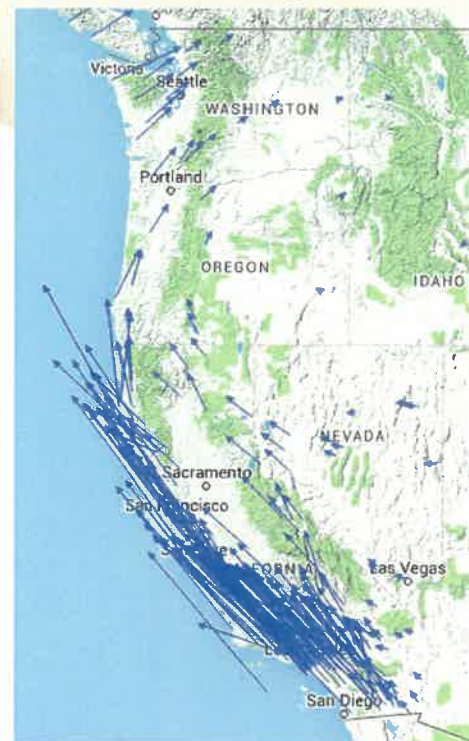 Victoria
Seattle
WASHINGTON
Portland
OREGON
IDAHO
NEVADA
Sacramento
San Francisco
Las Vegas
San Diego